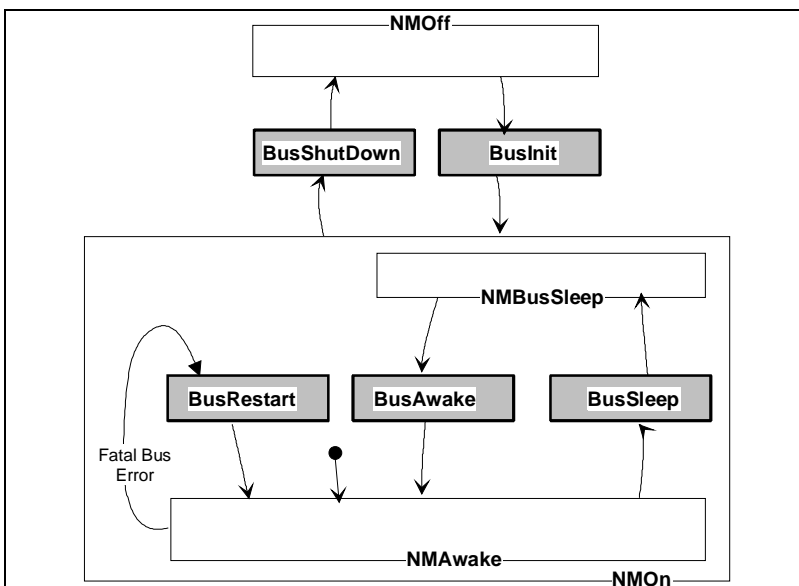 NMOff
BusShutDown
BusInit
NMBusSleep
BusRestart
BusAwake
BusSleep
Fatal Bus
Error
NMAwake
NMOn